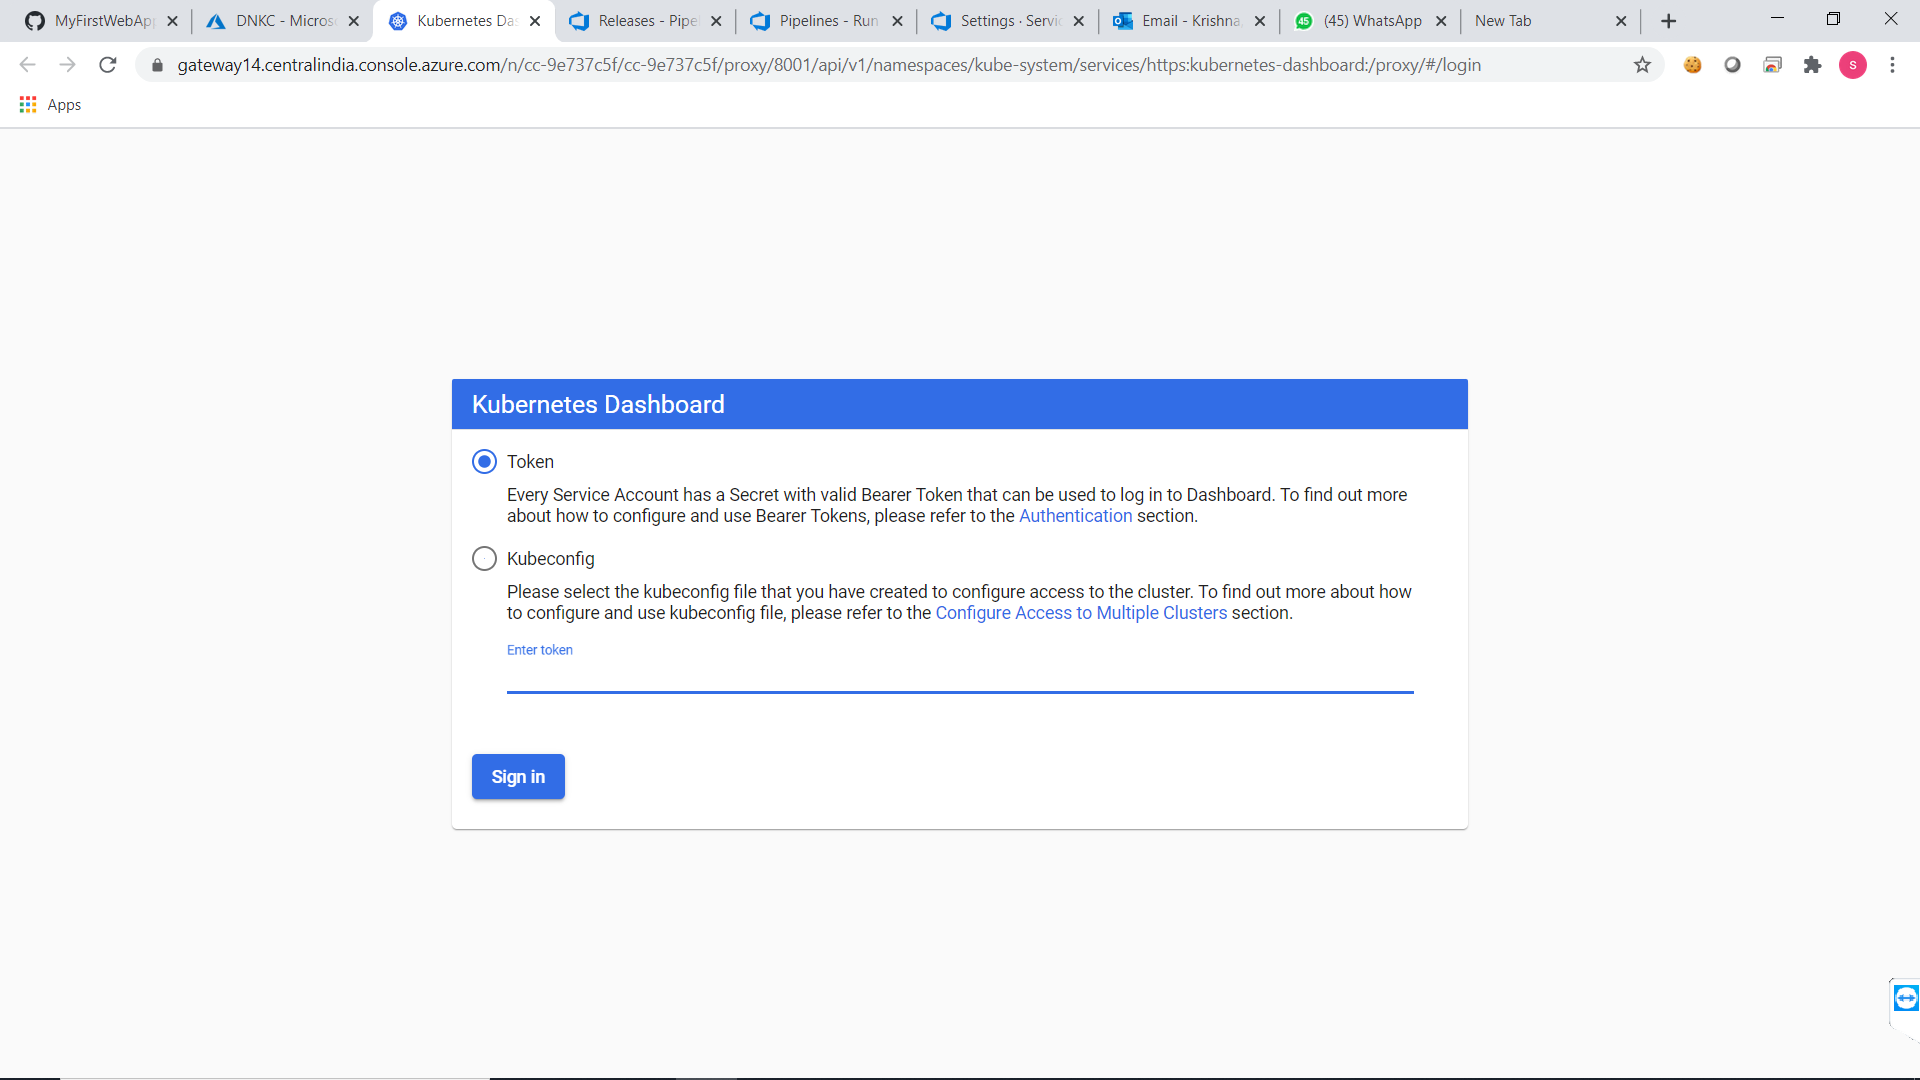 MyFirstWebApp
DNKC - Micros
Kubernetes Das
Releases - Pipe
Pipelines - Run
Settings · Servic
Email - Krishna,
45
(45) WhatsApp
New Tab
gateway14.centralindia.console.azure.com/n/cc-9e737c5f/cc-9e737c5f/proxy/8001/api/v1/namespaces/kube-system/services/https:kubernetes-dashboard:/proxy/#/login
S
Apps
Kubernetes Dashboard
Token
Every Service Account has a Secret with valid Bearer Token that can be used to log in to Dashboard. To find out more
about how to configure and use Bearer Tokens, please refer to the Authentication section.
Kubeconfig
Please select the kubeconfig file that you have created to configure access to the cluster. To find out more about how
to configure and use kubeconfig file, please refer to the Configure Access to Multiple Clusters section.
Enter token
Sign in